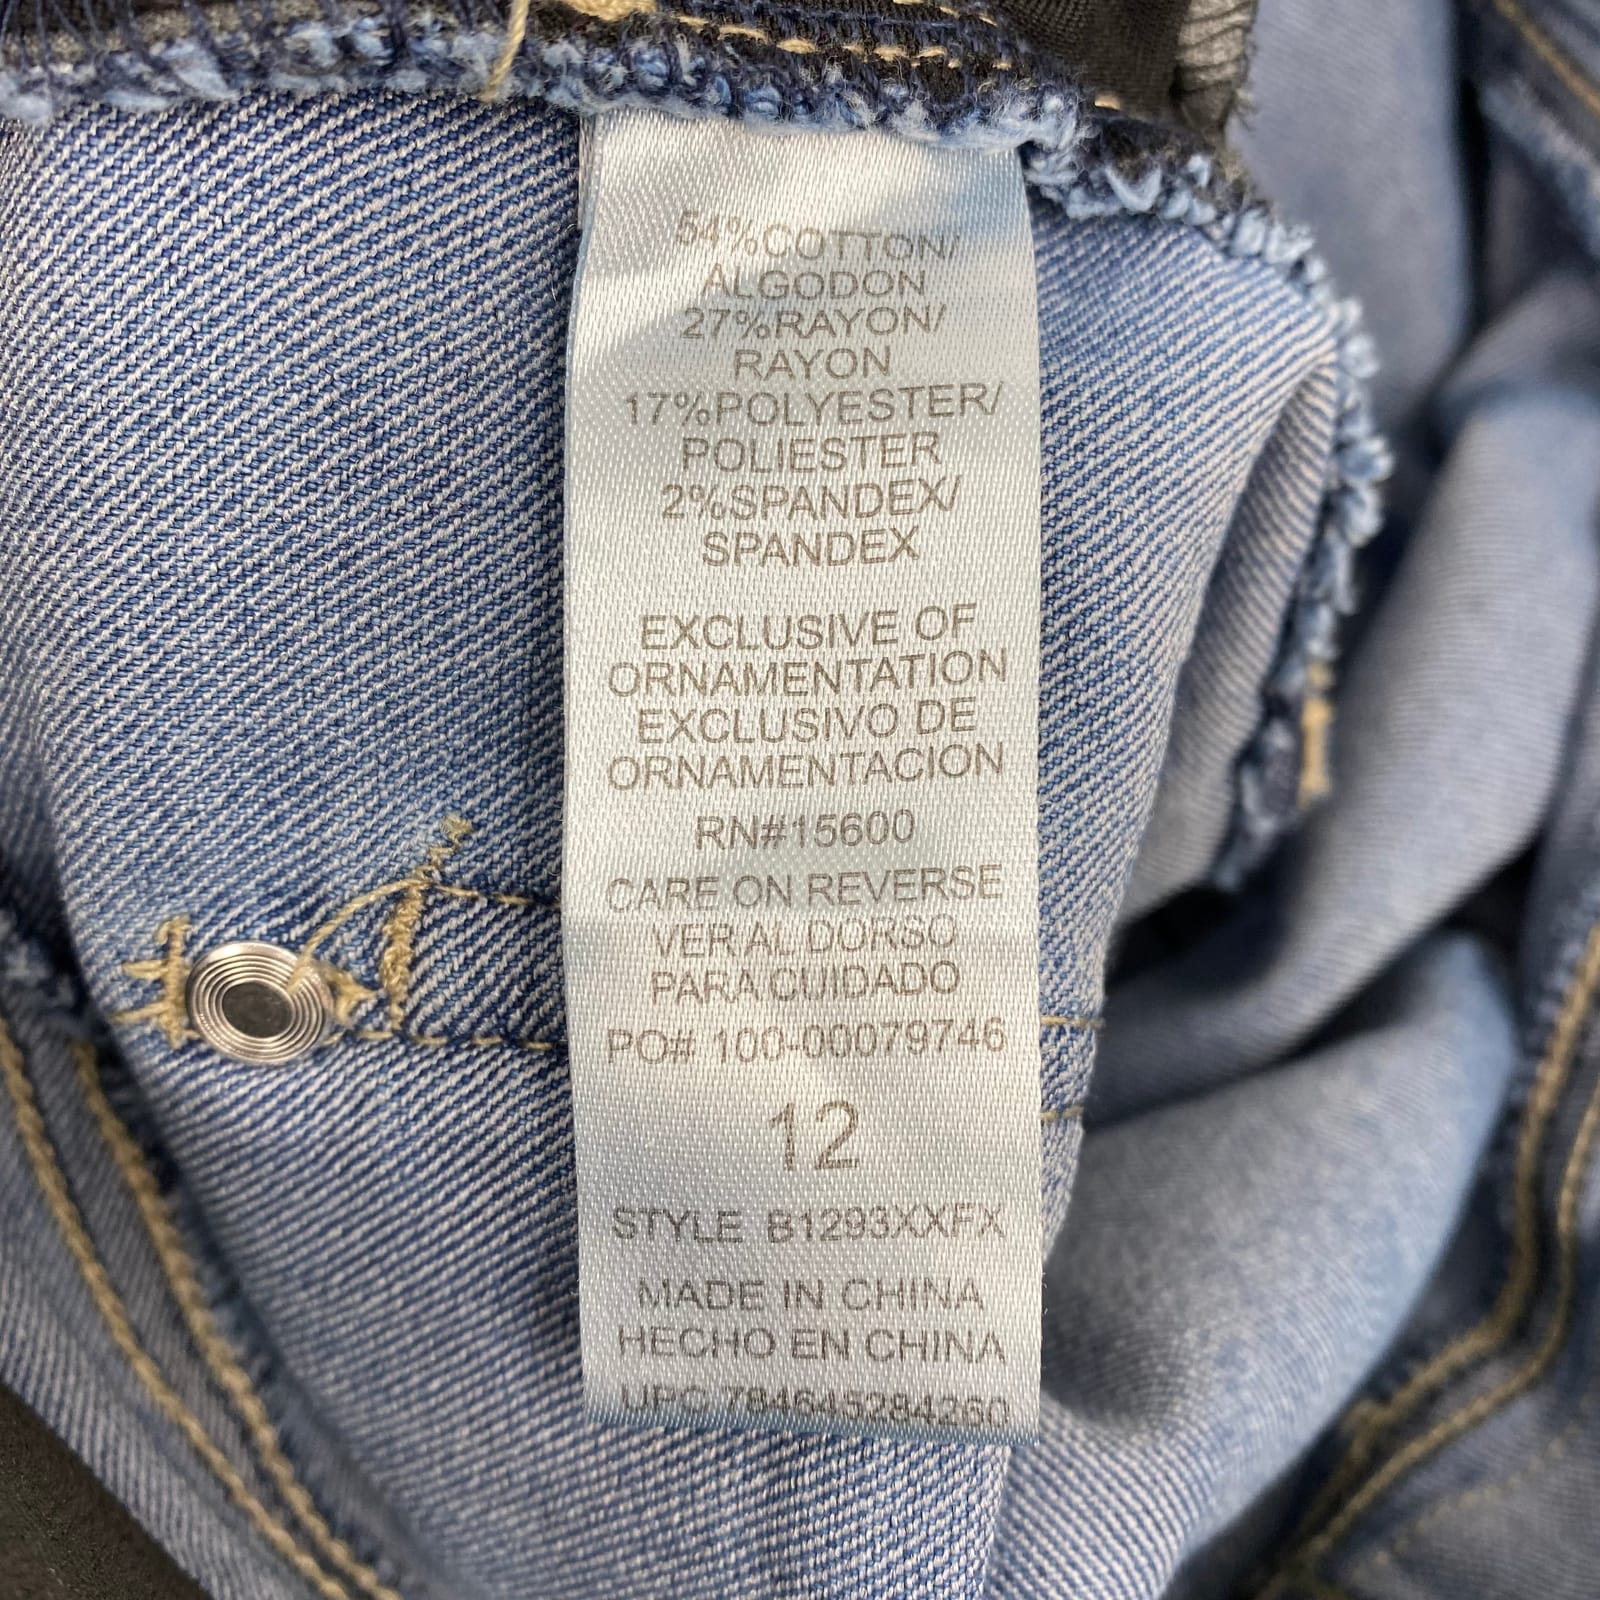 54%COTTON/
ALGODON
27%RAYON/
RAYON
17%POLYESTER/
POLIESTER
2%SPANDEX/
SPANDEX
EXCLUSIVE OF
ORNAMENTATION
EXCLUSIVO DE
ORNAMENTACION
RN#15600
CARE ON REVERSE
VER AL DORSO
PARA CUIDADO
PO# 100-00079746
12
STYLE B1293XXFX
MADE IN CHINA
HECHO EN CHINA
UPC 784645284260